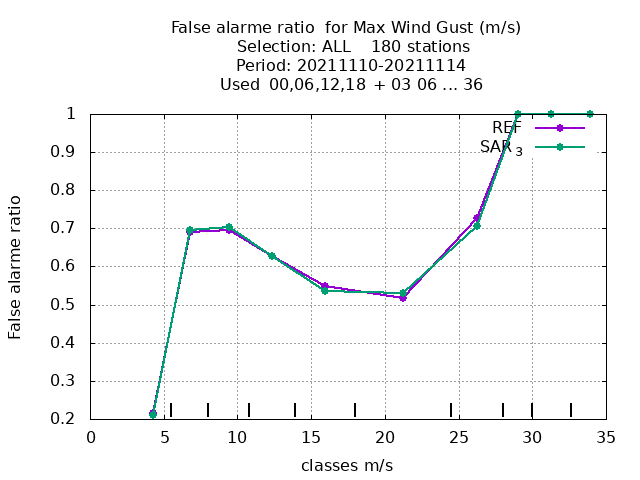 False alarme ratio  for Max Wind Gust (m/s)
Selection: ALL    180 stations
Period: 20211110-20211114
Used  00,06,12,18  + 03 06 ... 36
REF
SAR 3
False alarme ratio
1
0.9
0.8
0.7
0.6
0.5
0.4
0.3
0.2
0 5 10 15 20 25 30 35
classes m/s